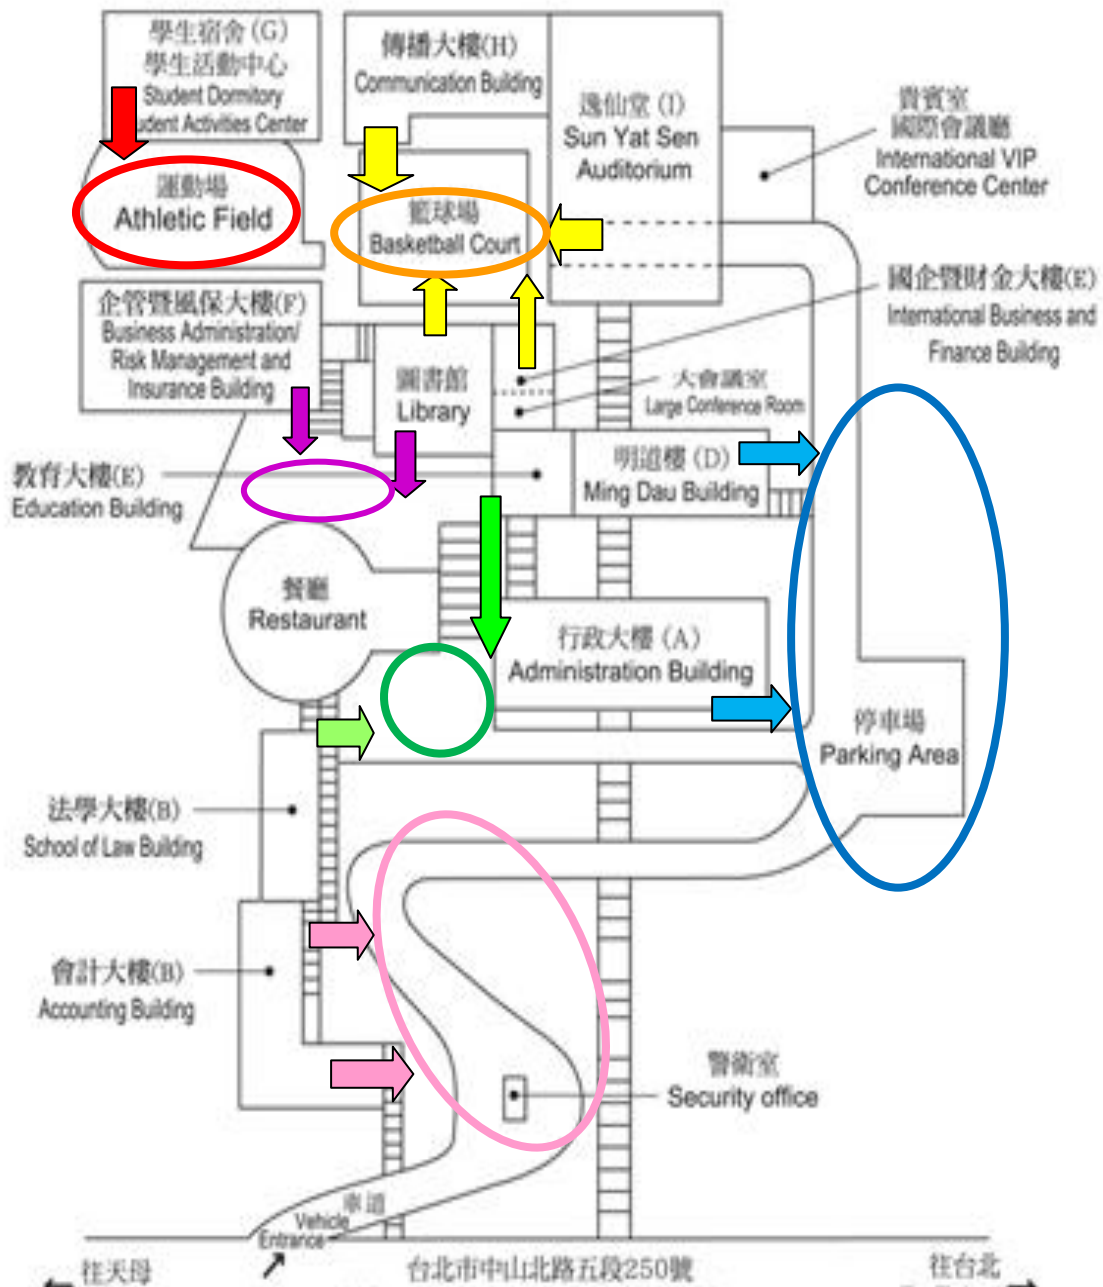 學生宿舍(G)
學生活動中心
Student Dormitory
udent Activities Center
傳播大樓(H)
Communication Building
逸仙堂(I)
Sun Yat Sen
Auditorium
貴賓室
國際會議廳
International VIP
Conference Center
運動場
Athletic Field
籃球場
Basketball Court
國企暨財金大樓(E)
International Business and
Finance Building
企管暨風保大樓(F)
Business Administration/
Risk Management and
Insurance Building
圖書館
Library
大會議室
Large Conference Room
教育大樓(E)
Education Building
明道樓(D)
Ming Dau Building
餐廳
Restaurant
行政大樓(A)
Administration Building
停車場
Parking Area
法學大樓(B)
School of Law Building
會計大樓(B)
Accounting Building
警衛室
Security office
車道
Vehicle
Entrance
往天母
台北市中山北路五段250號
往台北